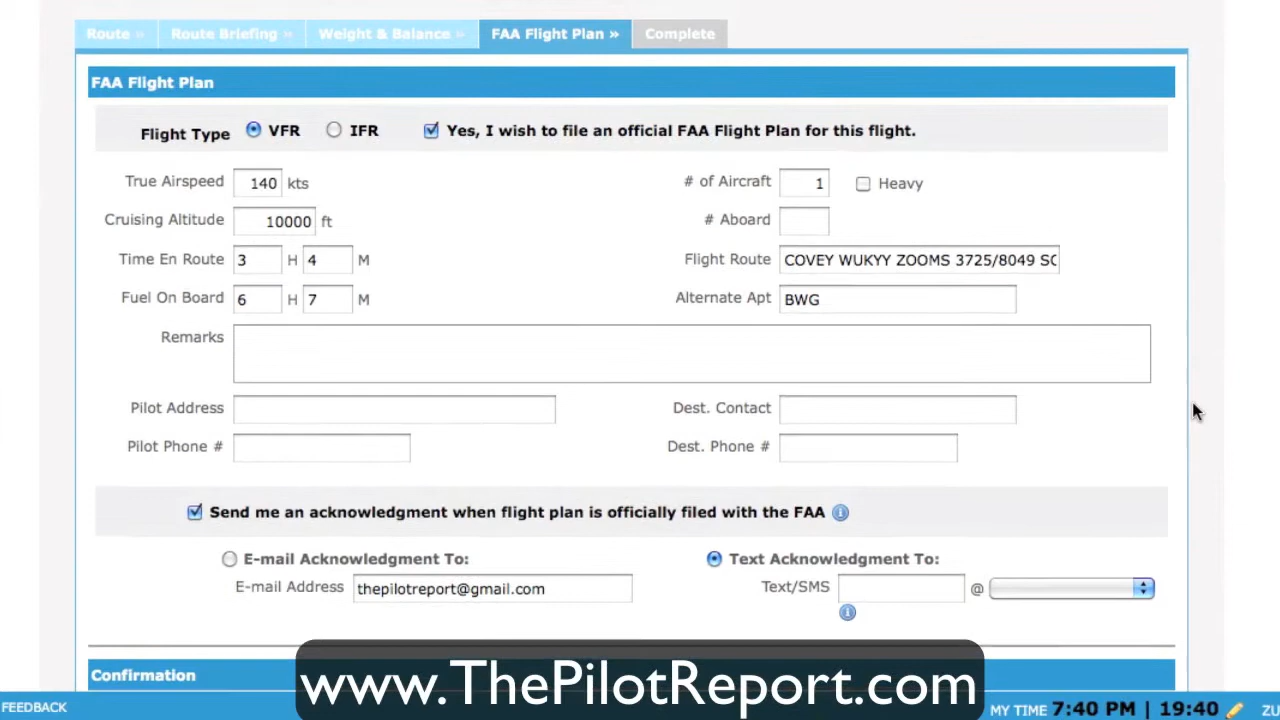 Route » Route Briefing » Weight & Balance » FAA Flight Plan » Complete
FAA Flight Plan
Flight Type VFR IFR Yes, I wish to file an official FAA Flight Plan for this flight.
True Airspeed 140 kts # of Aircraft 1 Heavy
Cruising Altitude 10000 ft # Aboard
Time En Route 3 H 4 M Flight Route COVEY WUKYY ZOOMS 3725/8049 SC
Fuel On Board 6 H 7 M Alternate Apt BWG
Remarks
Pilot Address Dest. Contact
Pilot Phone # Dest. Phone #
Send me an acknowledgment when flight plan is officially filed with the FAA
E-mail Acknowledgment To: Text Acknowledgment To:
E-mail Address thepilotreport@gmail.com Text/SMS @
Confirmation
www.ThePilotReport.com
FEEDBACK MY TIME 7:40 PM | 19:40 ZU